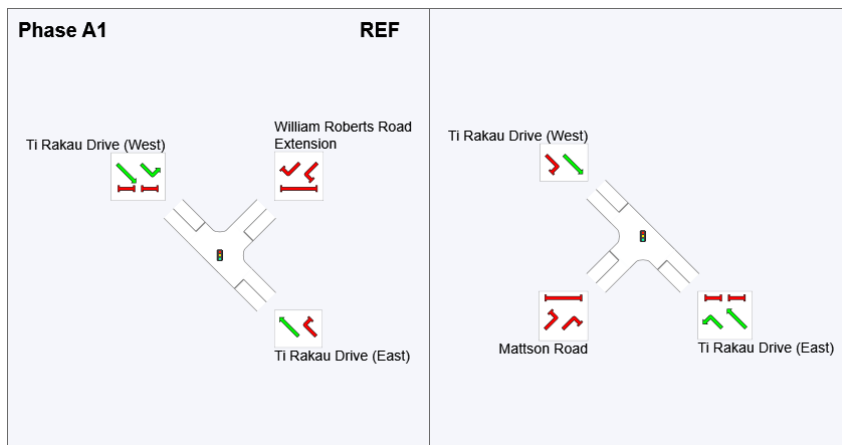 Phase A1
REF
Ti Rakau Drive (West)
William Roberts Road
Extension
Ti Rakau Drive (East)
Ti Rakau Drive (West)
Mattson Road
Ti Rakau Drive (East)